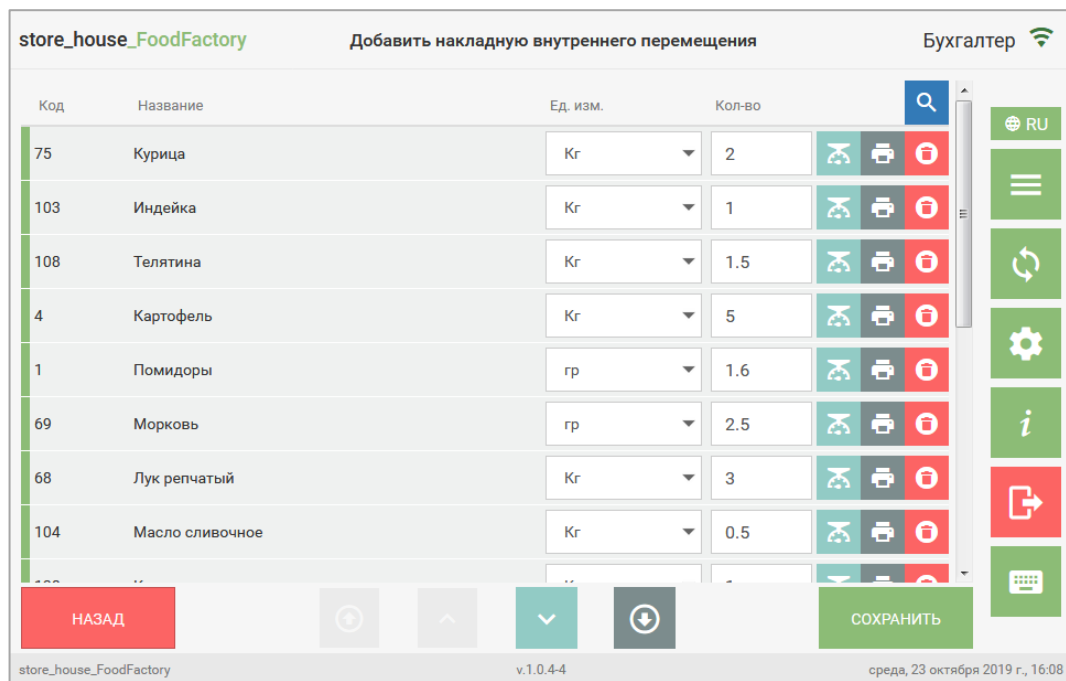 store_house_FoodFactory Добавить накладную внутреннего перемещения Бухгалтер
Код Название Ед. изм. Кол-во
RU
75 Курица Кг 2
103 Индейка Кг 1
108 Телятина Кг 1.5
4 Картофель Кг 5
1 Помидоры гр 1.6
69 Морковь гр 2.5
i
68 Лук репчатый Кг 3
104 Масло сливочное Кг 0.5
НАЗАД СОХРАНИТЬ
store_house_FoodFactory v.1.0.4-4 среда, 23 октября 2019 г., 16:08